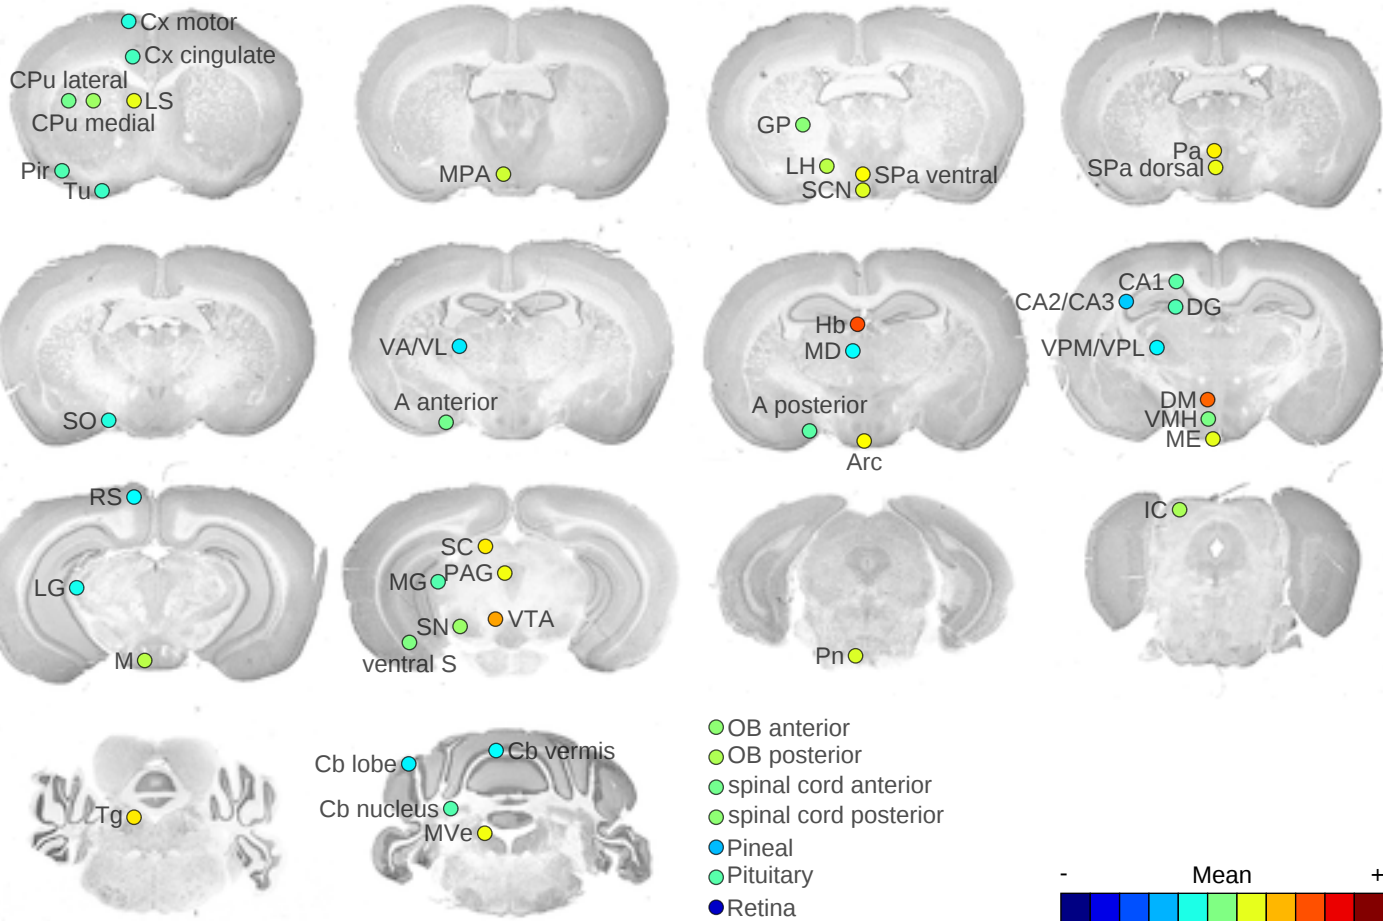 Cx motor
Cx cingulate
CPu lateral
LS
CPu medial
Pir
Tu
MPA
GP
LH
SPa ventral
SCN
Pa
SPa dorsal
SO
VA/VL
A anterior
Hb
MD
A posterior
Arc
CA1
CA2/CA3
DG
VPM/VPL
DM
VMH
ME
RS
LG
M
SC
PAG
MG
VTA
SN
ventral S
Pn
IC
Tg
Cb vermis
Cb lobe
Cb nucleus
MVe
OB anterior
OB posterior
spinal cord anterior
spinal cord posterior
Pineal
Pituitary
Retina
- Mean +